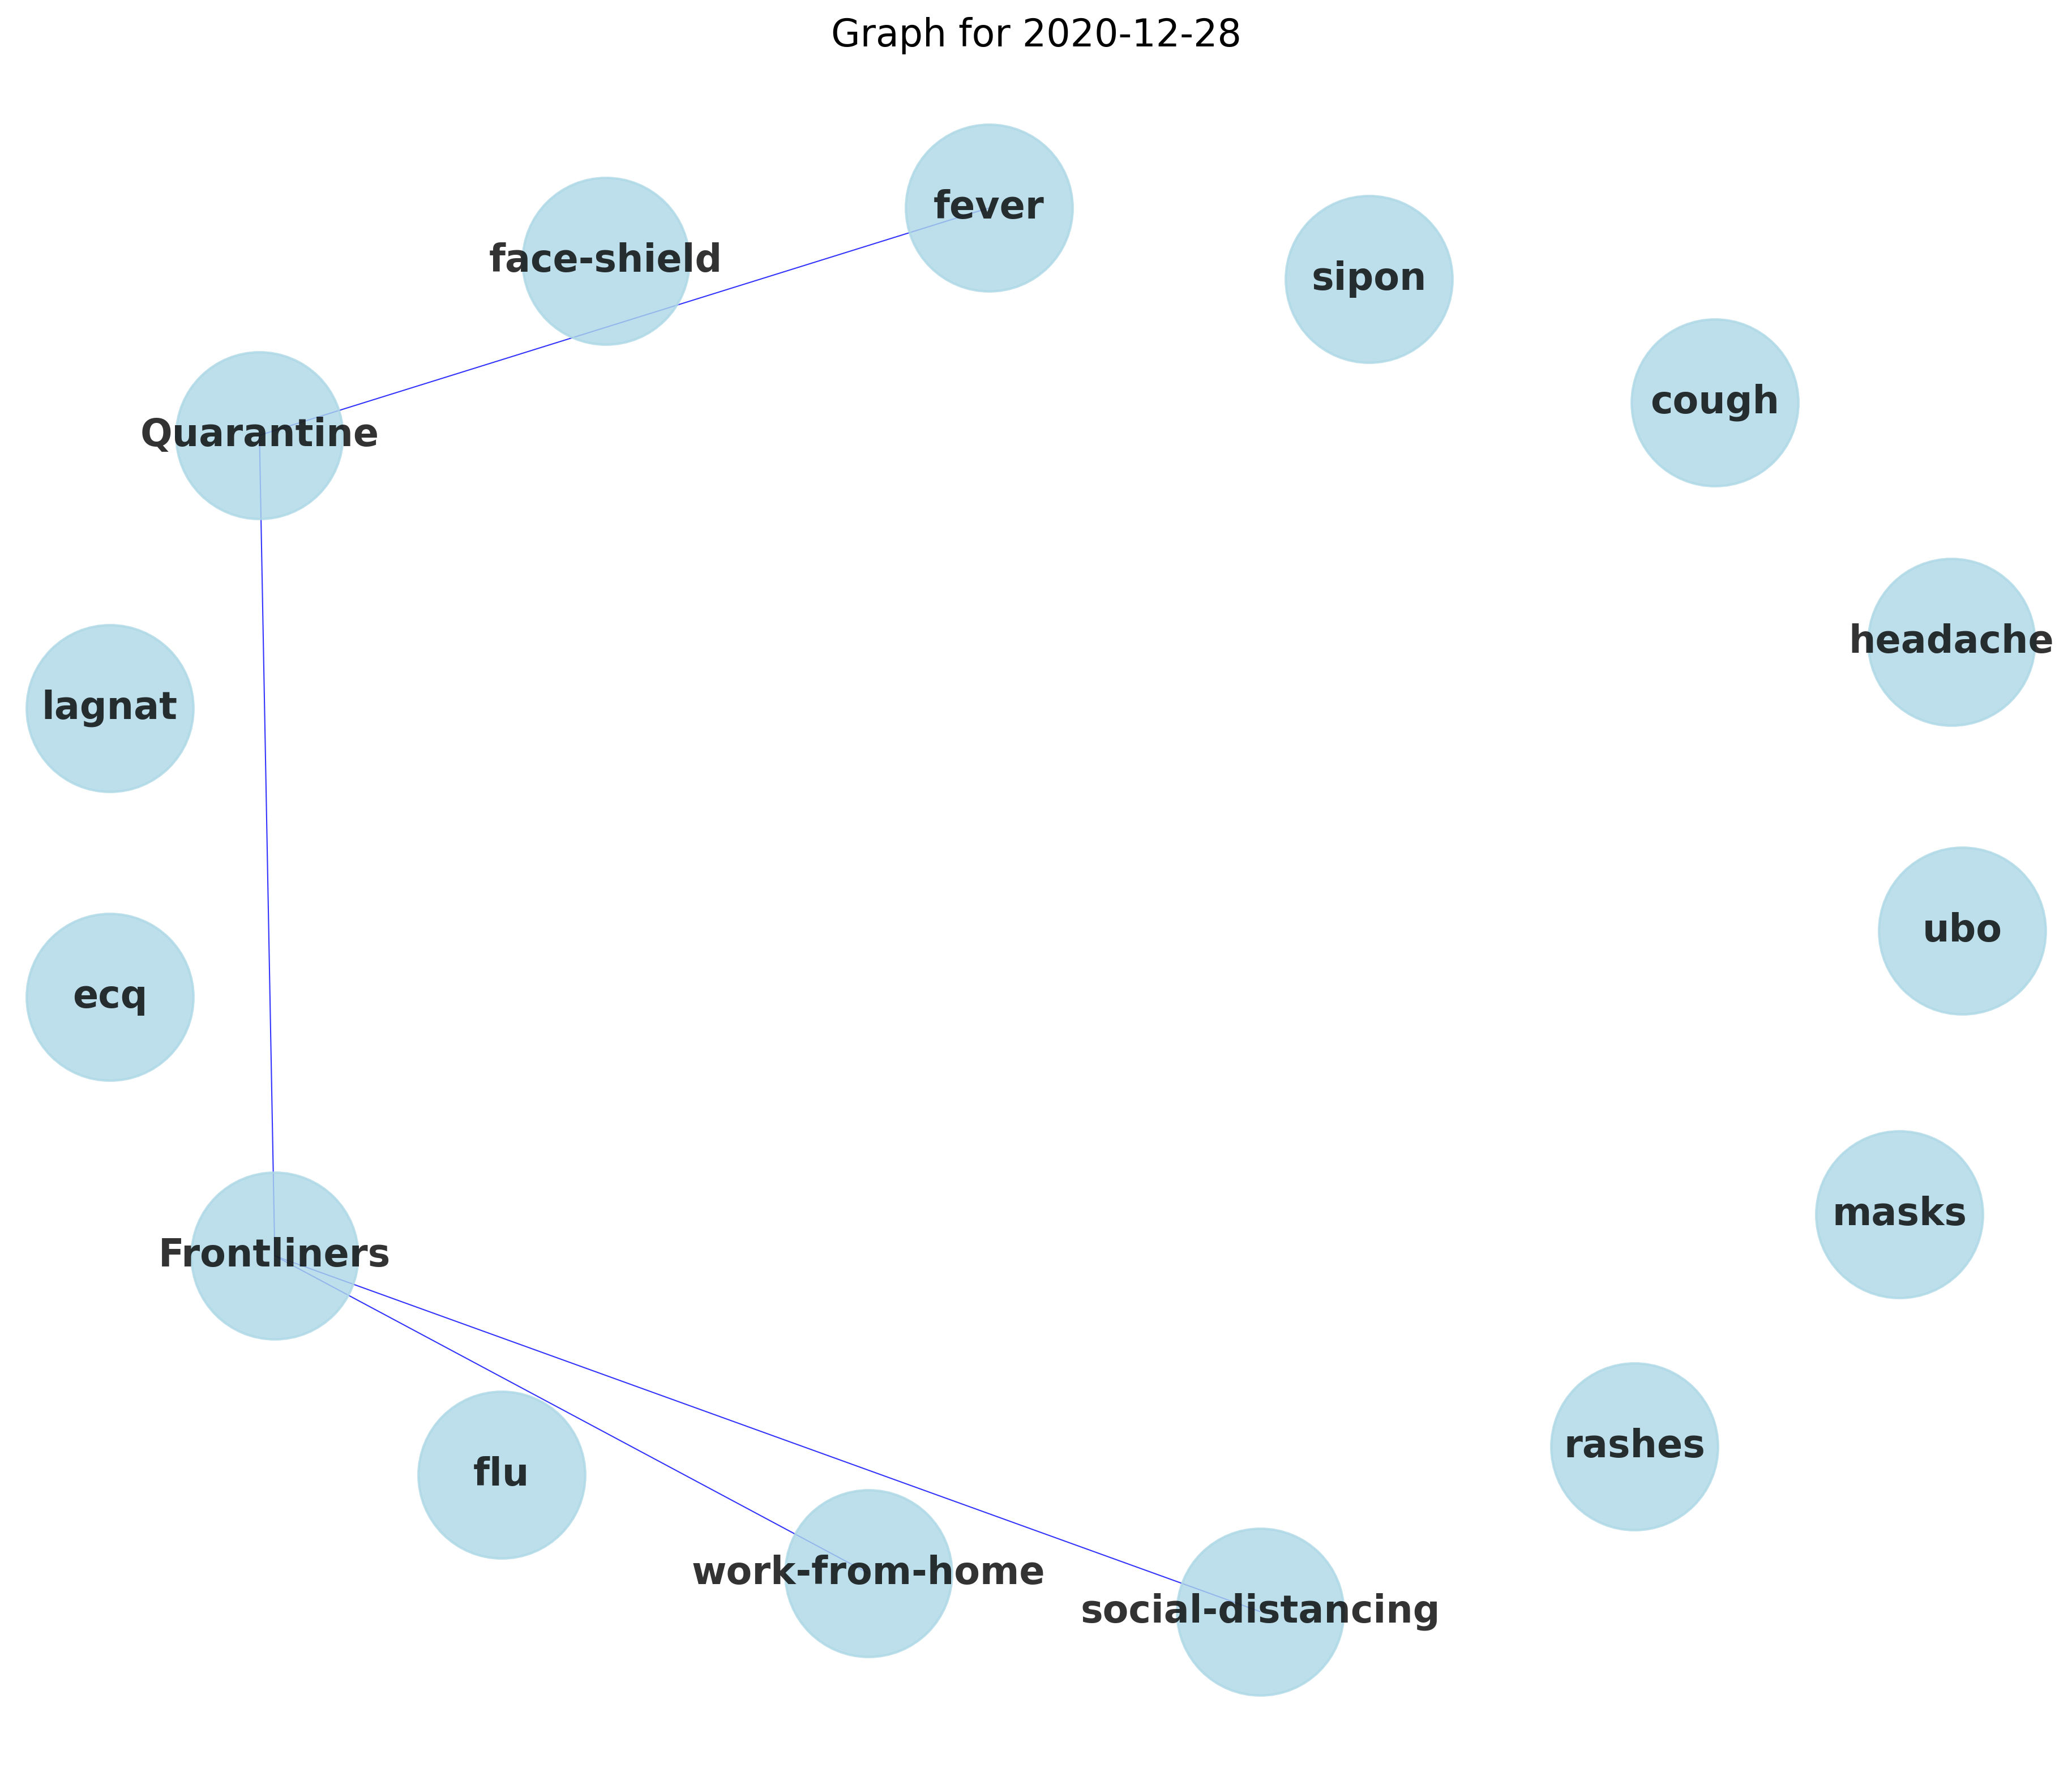 Graph for 2020-12-28
fever
face-shield
sipon
cough
Quarantine
headache
lagnat
ubo
ecq
masks
Frontliners
rashes
flu
work-from-home
social-distancing